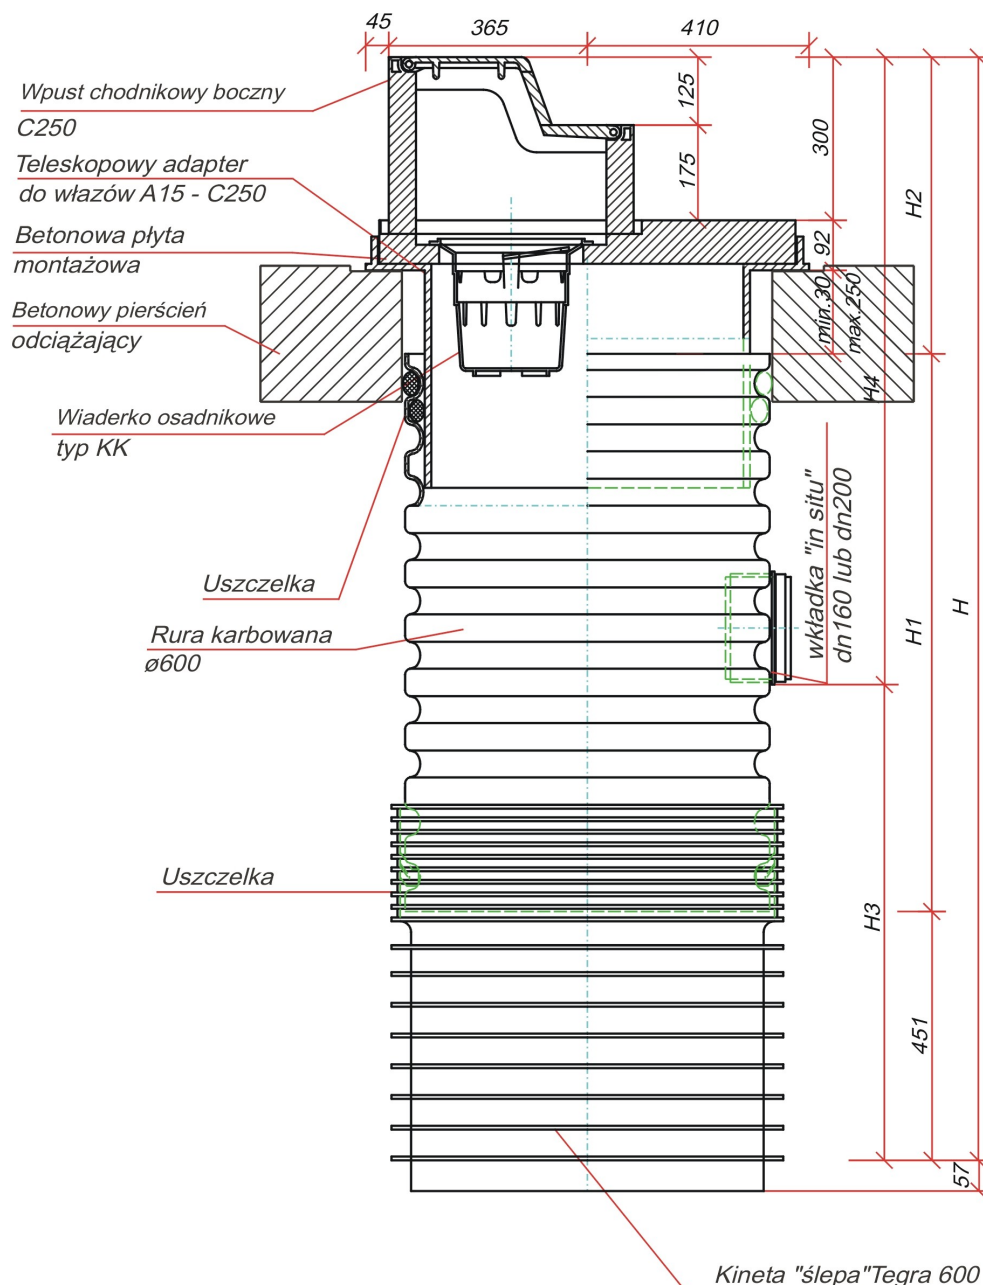 45
365
410
Wpust chodnikowy boczny
C250
Teleskopowy adapter
do włazów A15 - C250
Betonowa płyta
montażowa
Betonowy pierścień
odciążający
Wiaderko osadnikowe
typ KK
Uszczelka
Rura karbowana
ø600
Uszczelka
Kineta "ślepa"Tegra 600
125
175
300
92
min.30
max.250
H2
H4
wkładka "in situ"
dn160 lub dn200
H1
H
H3
451
57